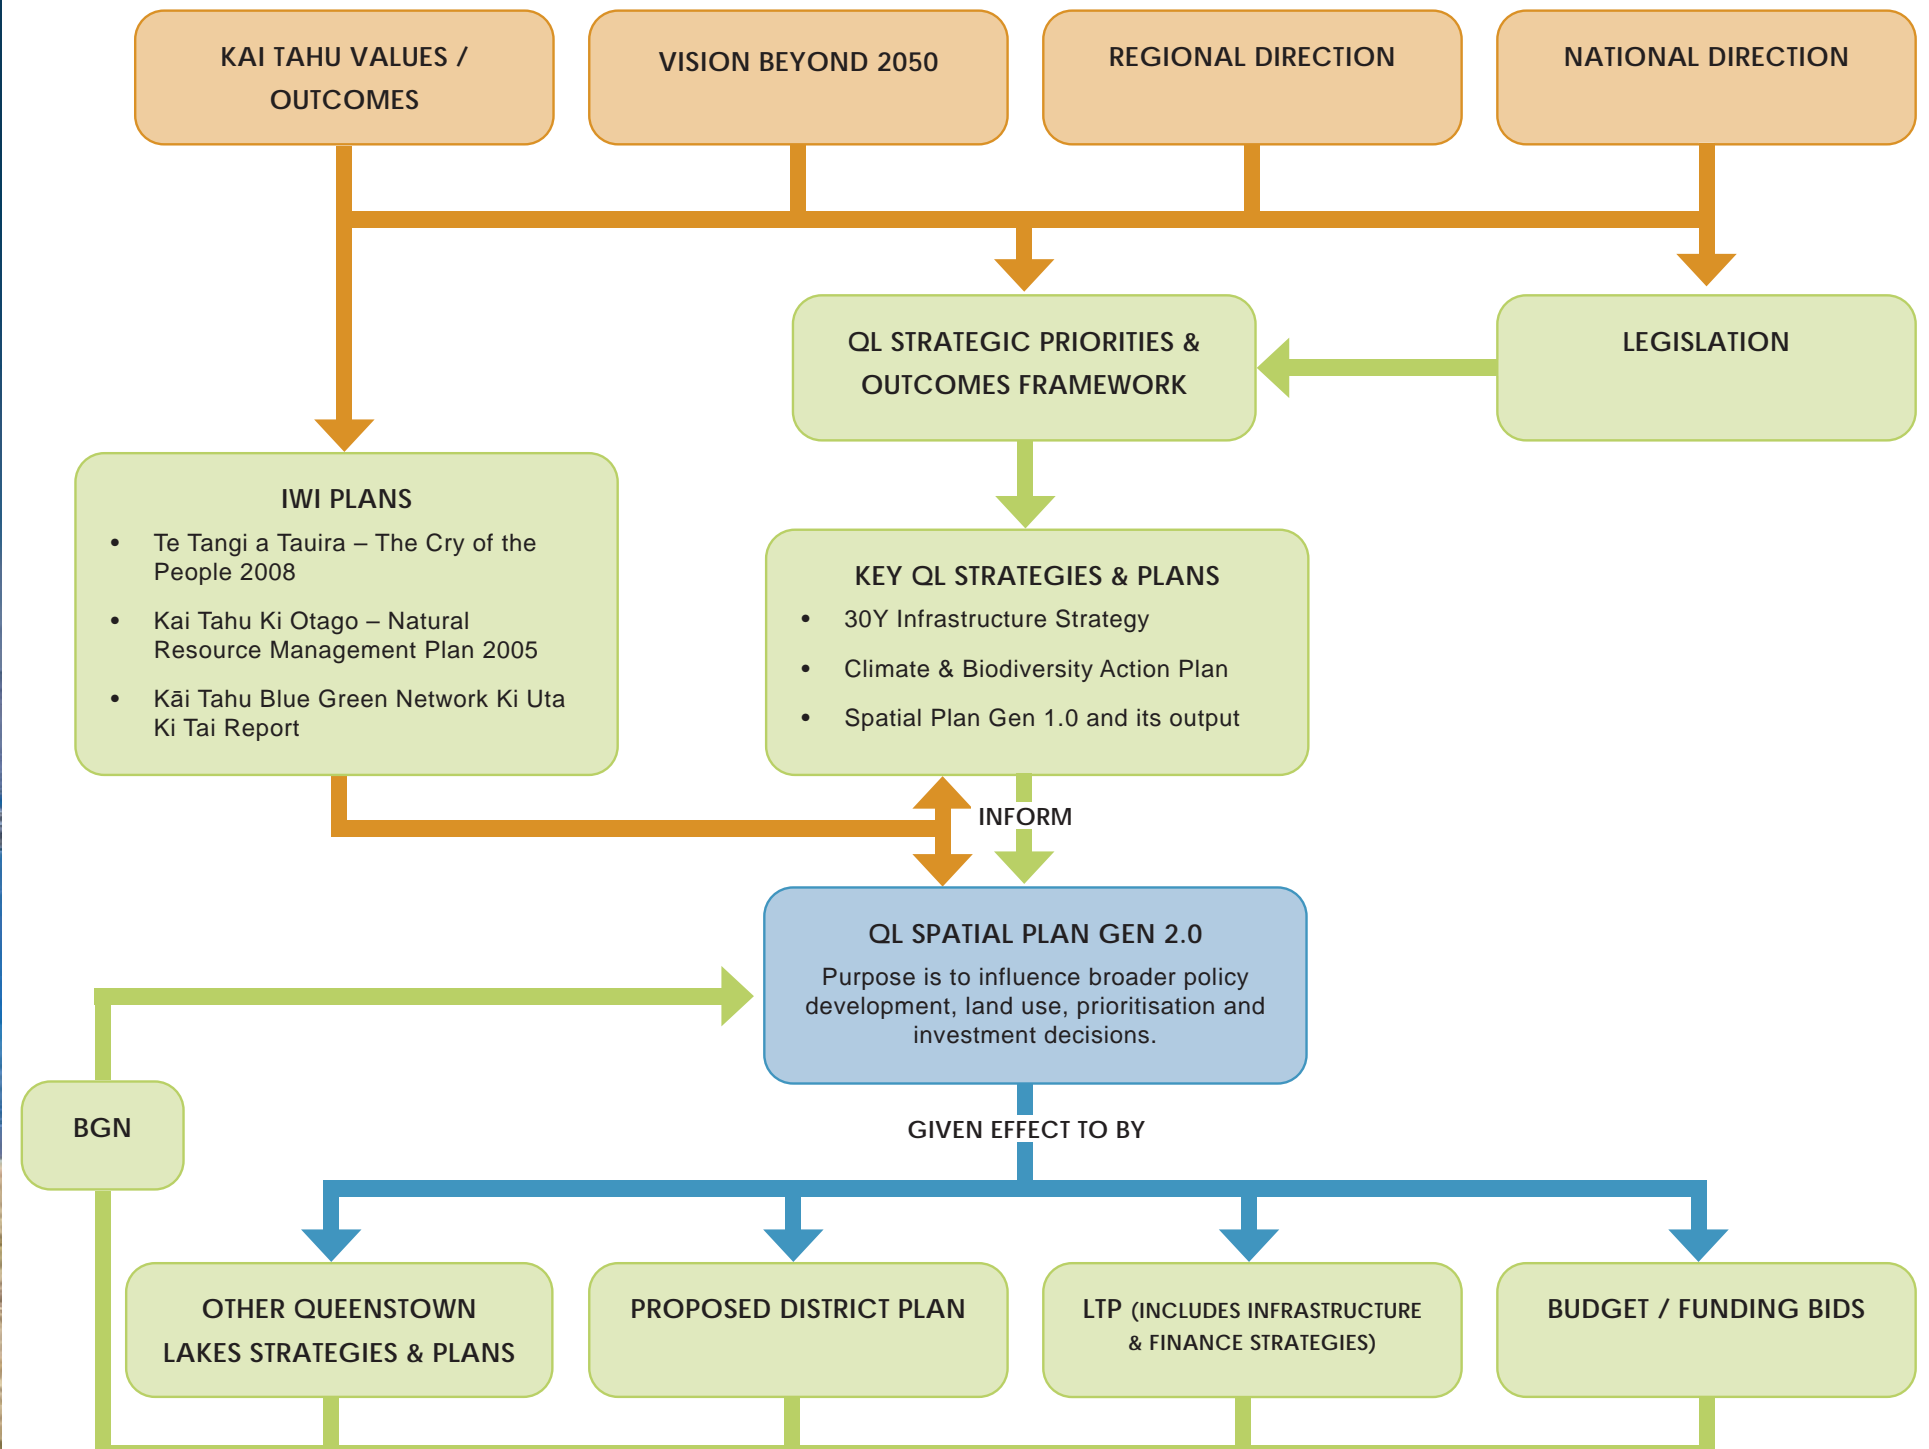 KAI TAHU VALUES /
OUTCOMES
VISION BEYOND 2050
REGIONAL DIRECTION
NATIONAL DIRECTION
QL STRATEGIC PRIORITIES &
OUTCOMES FRAMEWORK
LEGISLATION
IWI PLANS
• Te Tangi a Tauira – The Cry of the
People 2008
• Kai Tahu Ki Otago – Natural
Resource Management Plan 2005
• Kāi Tahu Blue Green Network Ki Uta
Ki Tai Report
KEY QL STRATEGIES & PLANS
• 30Y Infrastructure Strategy
• Climate & Biodiversity Action Plan
• Spatial Plan Gen 1.0 and its output
INFORM
QL SPATIAL PLAN GEN 2.0
Purpose is to influence broader policy
development, land use, prioritisation and
investment decisions.
BGN
GIVEN EFFECT TO BY
OTHER QUEENSTOWN
LAKES STRATEGIES & PLANS
PROPOSED DISTRICT PLAN
LTP (INCLUDES INFRASTRUCTURE
& FINANCE STRATEGIES)
BUDGET / FUNDING BIDS